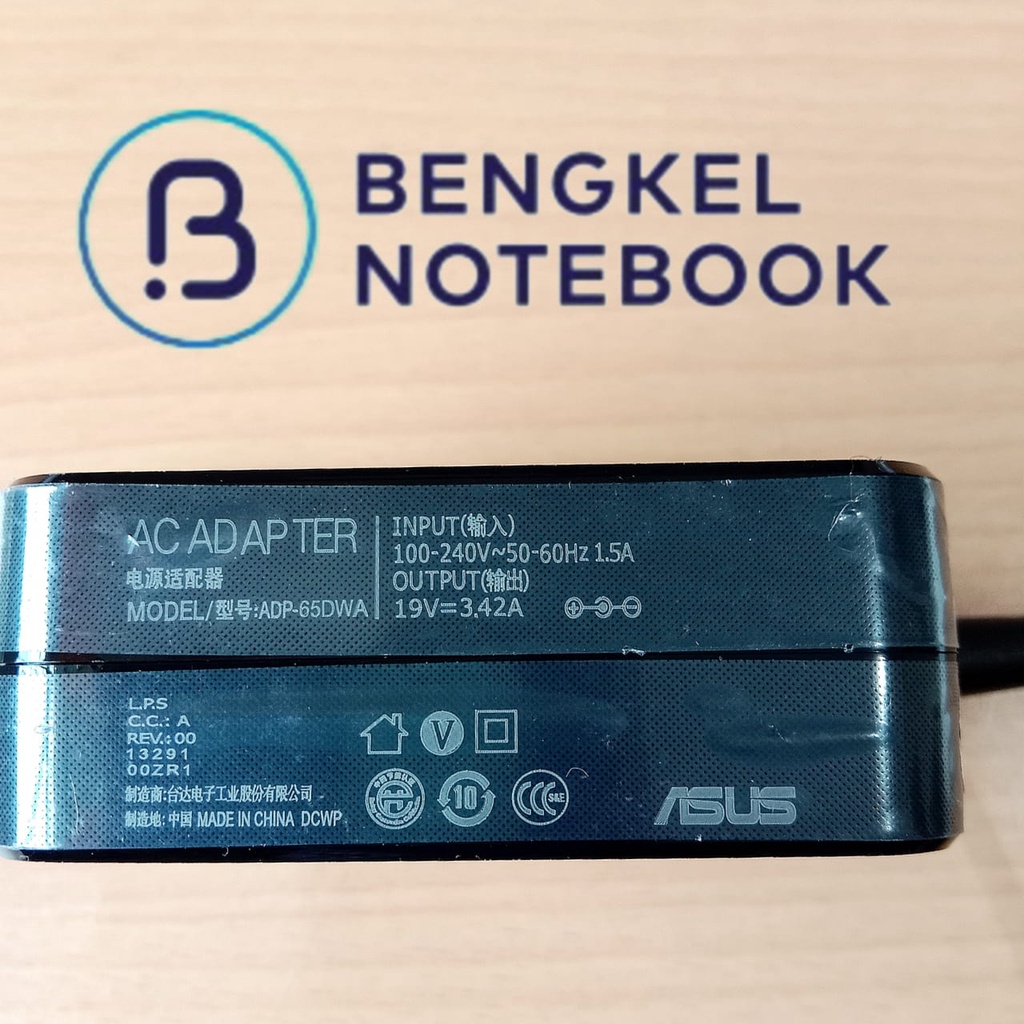 BENGKEL
NOTEBOOK
AC ADAPTER
电源适配器
MODEL/型号:ADP-65DWA
INPUT(输入)
100-240V~50-60Hz 1.5A
OUTPUT(输出)
19V=3.42A
L.P.S
C.C.: A
REV.: 00
13291
00ZR1
制造商:台达电子工业股份有限公司
制造地: 中国 MADE IN CHINA DCWP
V
10
S&E
ASUS